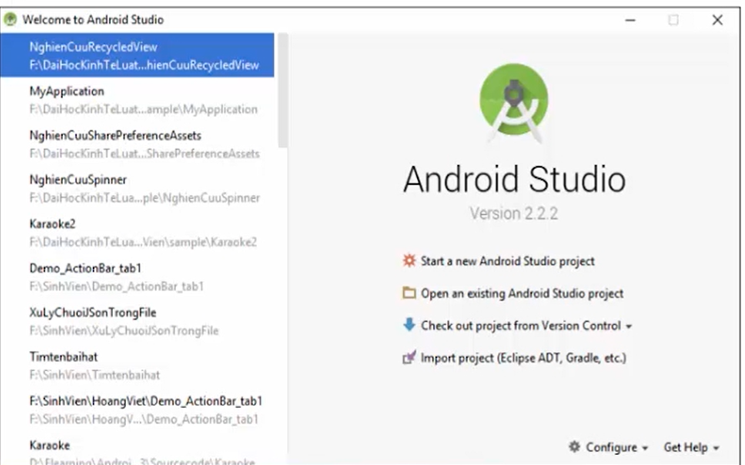 Welcome to Android Studio
NghienCuuRecycledView
F:\DaiHocKinhTeLuat...hienCuuRecycledView
MyApplication
F:\DaiHocKinhTeLuat...ample\MyApplication
NghienCuuSharePreferenceAssets
F:\DaiHocKinhTeLuat...SharePreferenceAssets
NghienCuuSpinner
F:\DaiHocKinhTeLua...ple\NghienCuuSpinner
Karaoke2
F:\DaiHocKinhTeLua...Vien\sample\Karaoke2
Demo_ActionBar_tab1
F:\SinhVien\Demo_ActionBar_tab1
XuLyChuoiJSonTrongFile
F:\SinhVien\XuLyChuoiJSonTrongFile
Timtenbaihat
F:\SinhVien\Timtenbaihat
F:\SinhVien\HoangViet\Demo_ActionBar_tab1
F:\SinhVien\HoangV...\Demo_ActionBar_tab1
Karaoke
D:\Elearning\Androi...3\Sourcecode\Karaoke
Android Studio
Version 2.2.2
Start a new Android Studio project
Open an existing Android Studio project
Check out project from Version Control
Import project (Eclipse ADT, Gradle, etc.)
Configure
Get Help